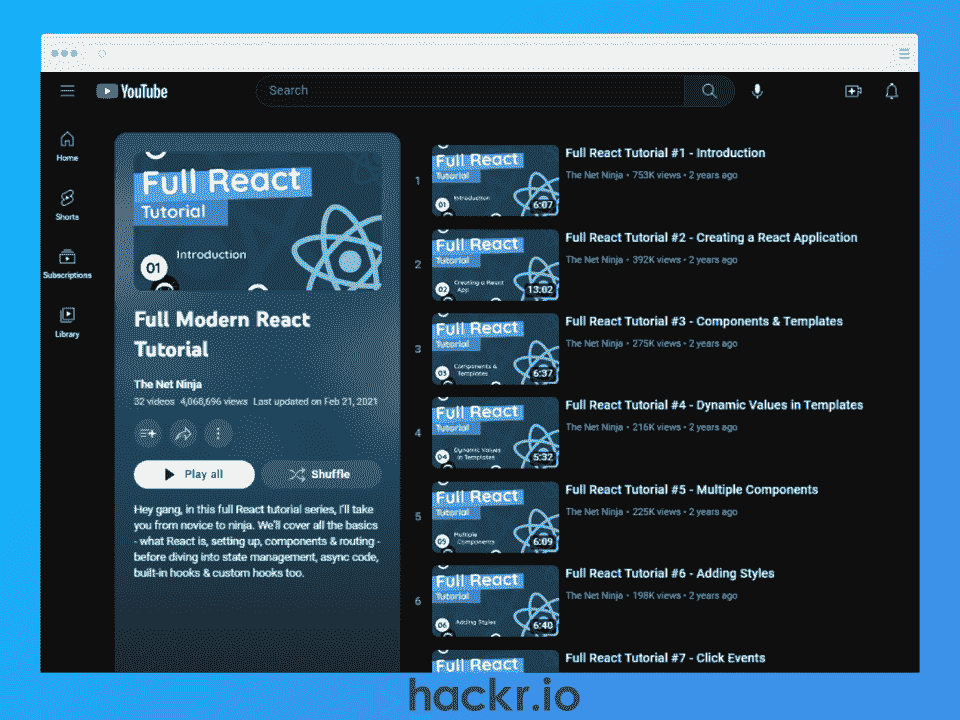 YouTube
Search
Home
Shorts
Subscriptions
Library
Full React
Tutorial
Introduction
01
Full Modern React
Tutorial
The Net Ninja
32 videos 4,068,696 views Last updated on Feb 21, 2021
Play all
Shuffle
Hey gang, in this full React tutorial series, I'll take
you from novice to ninja. We'll cover all the basics
- what React is, setting up, components & routing -
before diving into state management, async code,
built-in hooks & custom hooks too.
1
Full React
Tutorial
01
Introduction
6:07
Full React Tutorial #1 - Introduction
The Net Ninja • 753K views • 2 years ago
2
Full React
Tutorial
02
Creating a React
App
13:02
Full React Tutorial #2 - Creating a React Application
The Net Ninja • 392K views • 2 years ago
3
Full React
Tutorial
03
Components &
Templates
6:37
Full React Tutorial #3 - Components & Templates
The Net Ninja • 275K views • 2 years ago
4
Full React
Tutorial
04
Dynamic Values
in Templates
5:32
Full React Tutorial #4 - Dynamic Values in Templates
The Net Ninja • 216K views • 2 years ago
5
Full React
Tutorial
05
Multiple
Components
6:09
Full React Tutorial #5 - Multiple Components
The Net Ninja • 225K views • 2 years ago
6
Full React
Tutorial
06
Adding Styles
6:40
Full React Tutorial #6 - Adding Styles
The Net Ninja • 198K views • 2 years ago
Full React
Full React Tutorial #7 - Click Events
hackr.io